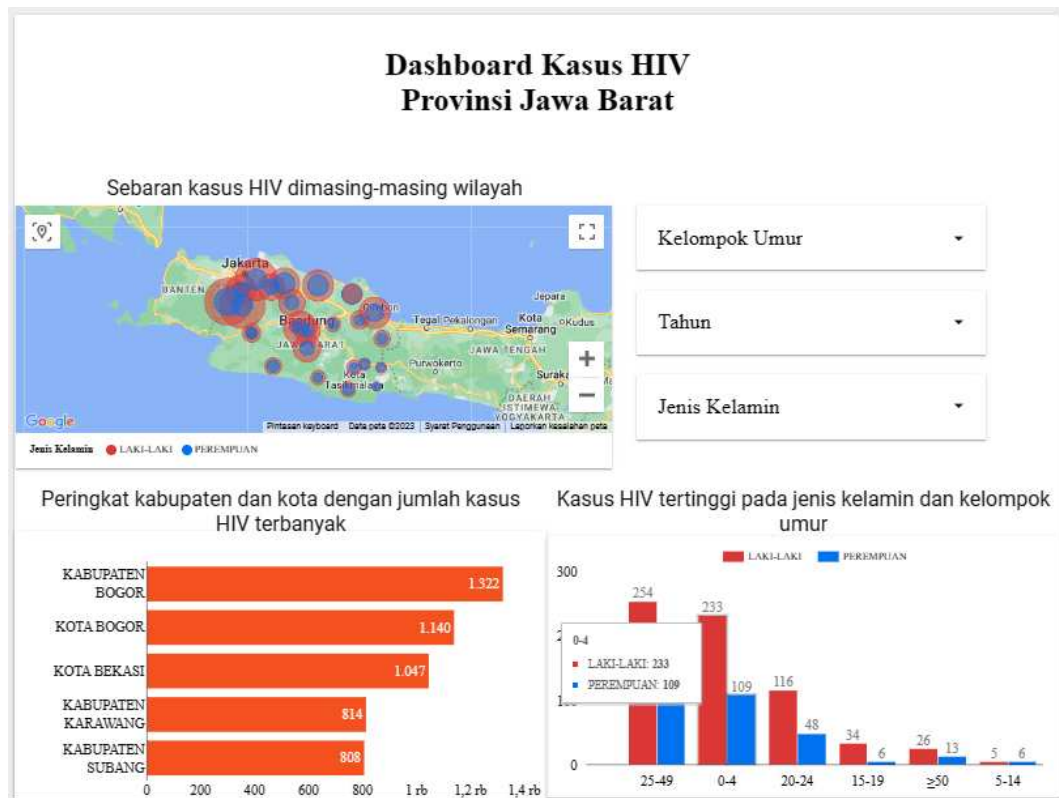 Dashboard Kasus HIV
Provinsi Jawa Barat
Sebaran kasus HIV dimasing-masing wilayah
Jakarta
BANTEN
Bandung
JAWA BARAT
Cirebon
Tegal
Pekalongan
Jepara
Kota
Semarang
Kudus
JAWA TENGAH
Purwokerto
Kota
Tasikmalaya
DAERAH
ISTIMEWA
YOGYAKARTA
Google
Pintasan keyboard
Data peta ©2023
Syarat Penggunaan
Laporkan kesalahan peta
Jenis Kelamin
LAKI-LAKI
PEREMPUAN
Kelompok Umur
Tahun
Jenis Kelamin
Peringkat kabupaten dan kota dengan jumlah kasus
HIV terbanyak
KABUPATEN
BOGOR
1.322
KOTA BOGOR
1.140
KOTA BEKASI
1.047
KABUPATEN
KARAWANG
814
KABUPATEN
SUBANG
808
0 200 400 600 800 1 rb 1,2 rb 1,4 rb
Kasus HIV tertinggi pada jenis kelamin dan kelompok
umur
LAKI-LAKI
PEREMPUAN
300
0
254
233
109
116
48
34
6
26
13
5
6
0-4
LAKI-LAKI: 233
PEREMPUAN: 109
25-49 0-4 20-24 15-19 ≥50 5-14